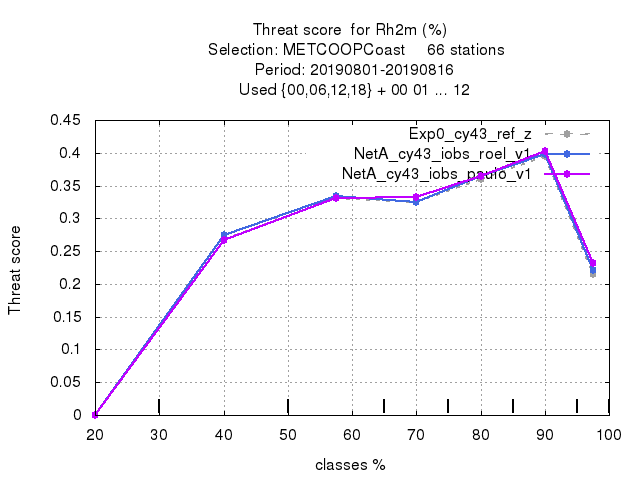 Threat score  for Rh2m (%)
Selection: METCOOPCoast     66 stations
Period: 20190801-20190816
Used {00,06,12,18} + 00 01 ... 12
0.45
0.4
0.35
0.3
0.25
0.2
0.15
0.1
0.05
0
Threat score
Exp0_cy43_ref_z
NetA_cy43_iobs_roel_v1
NetA_cy43_iobs_paulo_v1
20 30 40 50 60 70 80 90 100
classes %